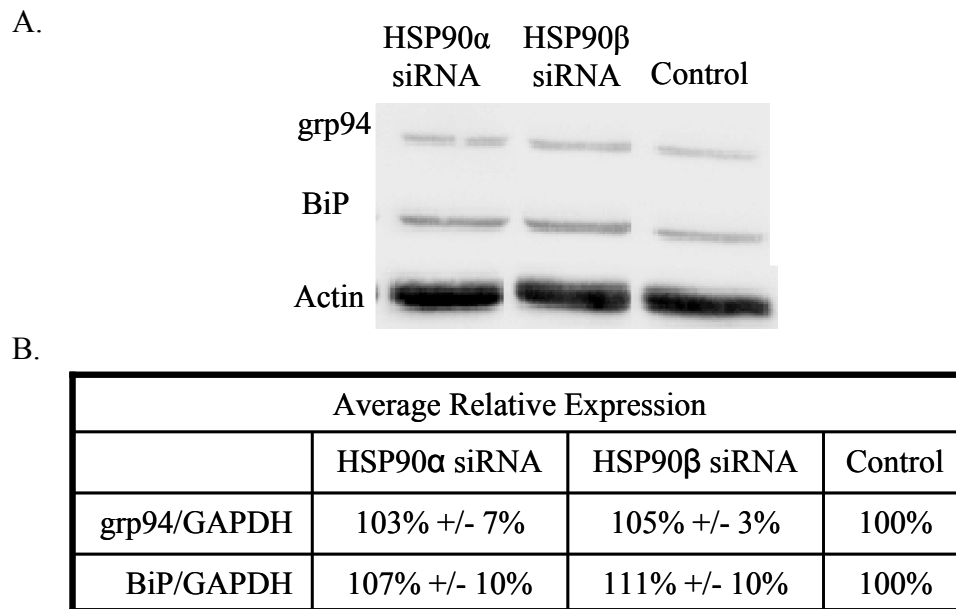 A.
HSP90α siRNA
HSP90β siRNA
Control
grp94
BiP
Actin
B.
Average Relative Expression
HSP90α siRNA HSP90β siRNA Control
grp94/GAPDH 103% +/- 7% 105% +/- 3% 100%
BiP/GAPDH 107% +/- 10% 111% +/- 10% 100%